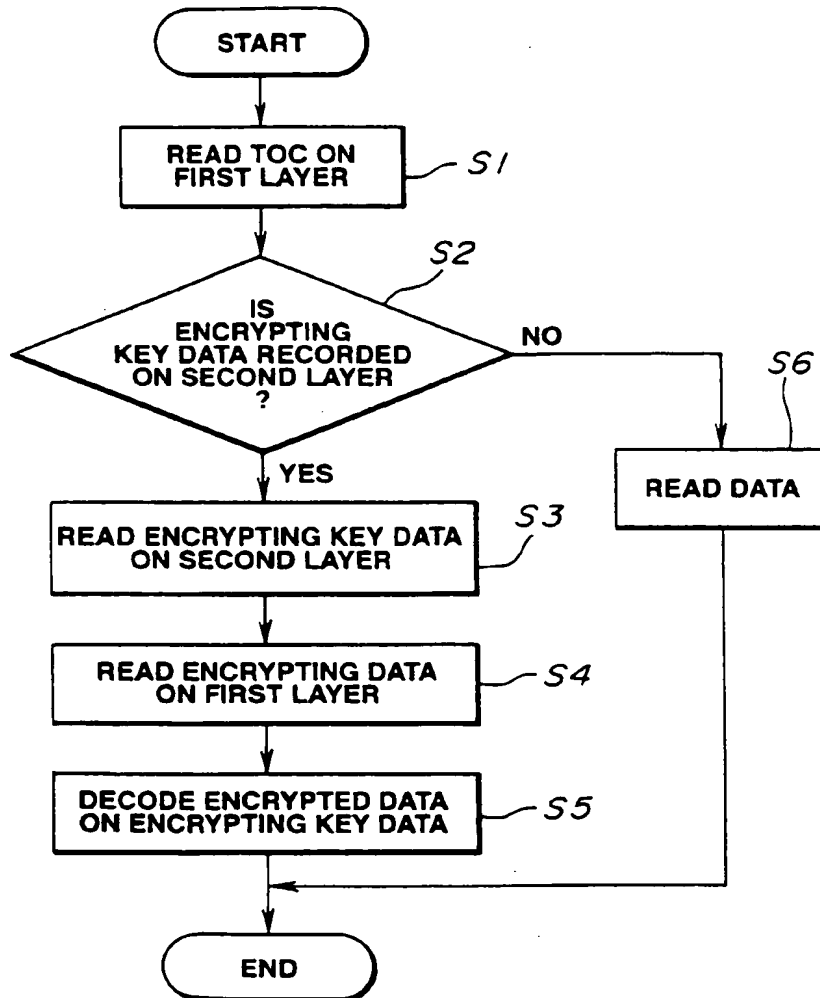 START
READ TOC ON
FIRST LAYER
S1
S2
IS
ENCRYPTING
KEY DATA RECORDED
ON SECOND LAYER
?
NO
S6
YES
READ DATA
READ ENCRYPTING KEY DATA
ON SECOND LAYER
S3
READ ENCRYPTING DATA
ON FIRST LAYER
S4
DECODE ENCRYPTED DATA
ON ENCRYPTING KEY DATA
S5
END